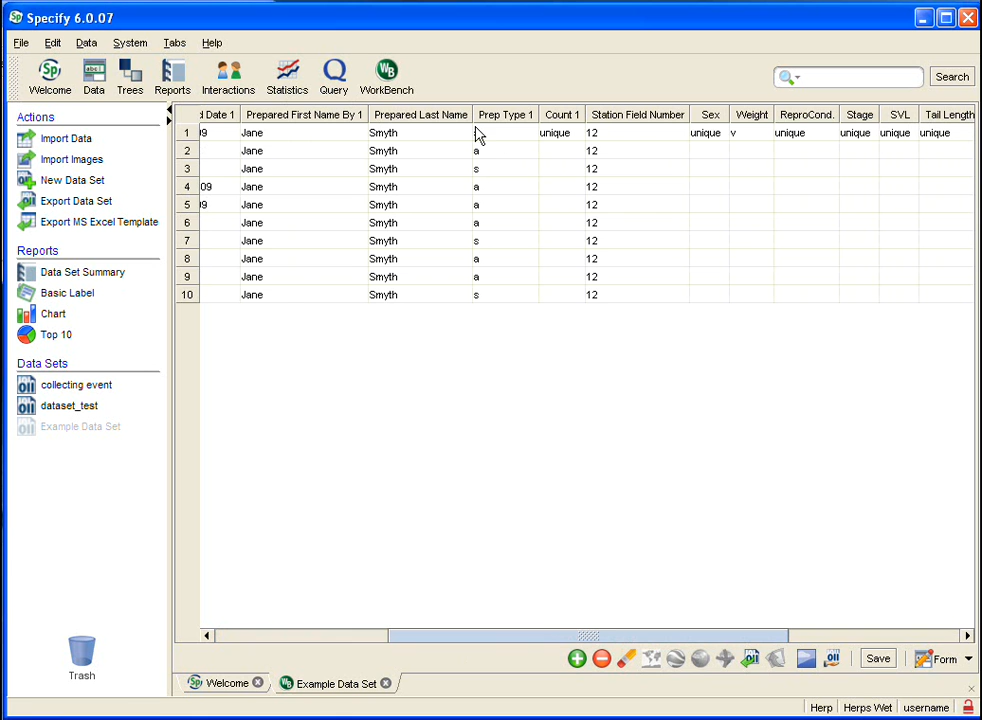 Specify 6.0.07
File Edit Data System Tabs Help
Welcome Data Trees Reports Interactions Statistics Query WorkBench Search
Actions
Import Data
Import Images
New Data Set
Export Data Set
Export MS Excel Template
Reports
Data Set Summary
Basic Label
Chart
Top 10
Data Sets
collecting event
dataset_test
Example Data Set
Trash
d Date 1 Prepared First Name By 1 Prepared Last Name Prep Type 1 Count 1 Station Field Number Sex Weight ReproCond. Stage SVL Tail Length
1 09 Jane Smyth unique 12 unique v unique unique unique unique
2 Jane Smyth a 12
3 Jane Smyth s 12
4 09 Jane Smyth a 12
5 09 Jane Smyth a 12
6 Jane Smyth a 12
7 Jane Smyth s 12
8 Jane Smyth a 12
9 Jane Smyth a 12
10 Jane Smyth s 12
Save Form
Welcome Example Data Set
Herp Herps Wet username